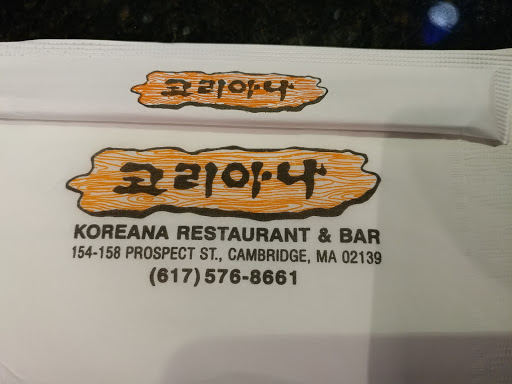 코리아나
코리아나
KOREANA RESTAURANT & BAR
154-158 PROSPECT ST., CAMBRIDGE, MA 02139
(617) 576-8661